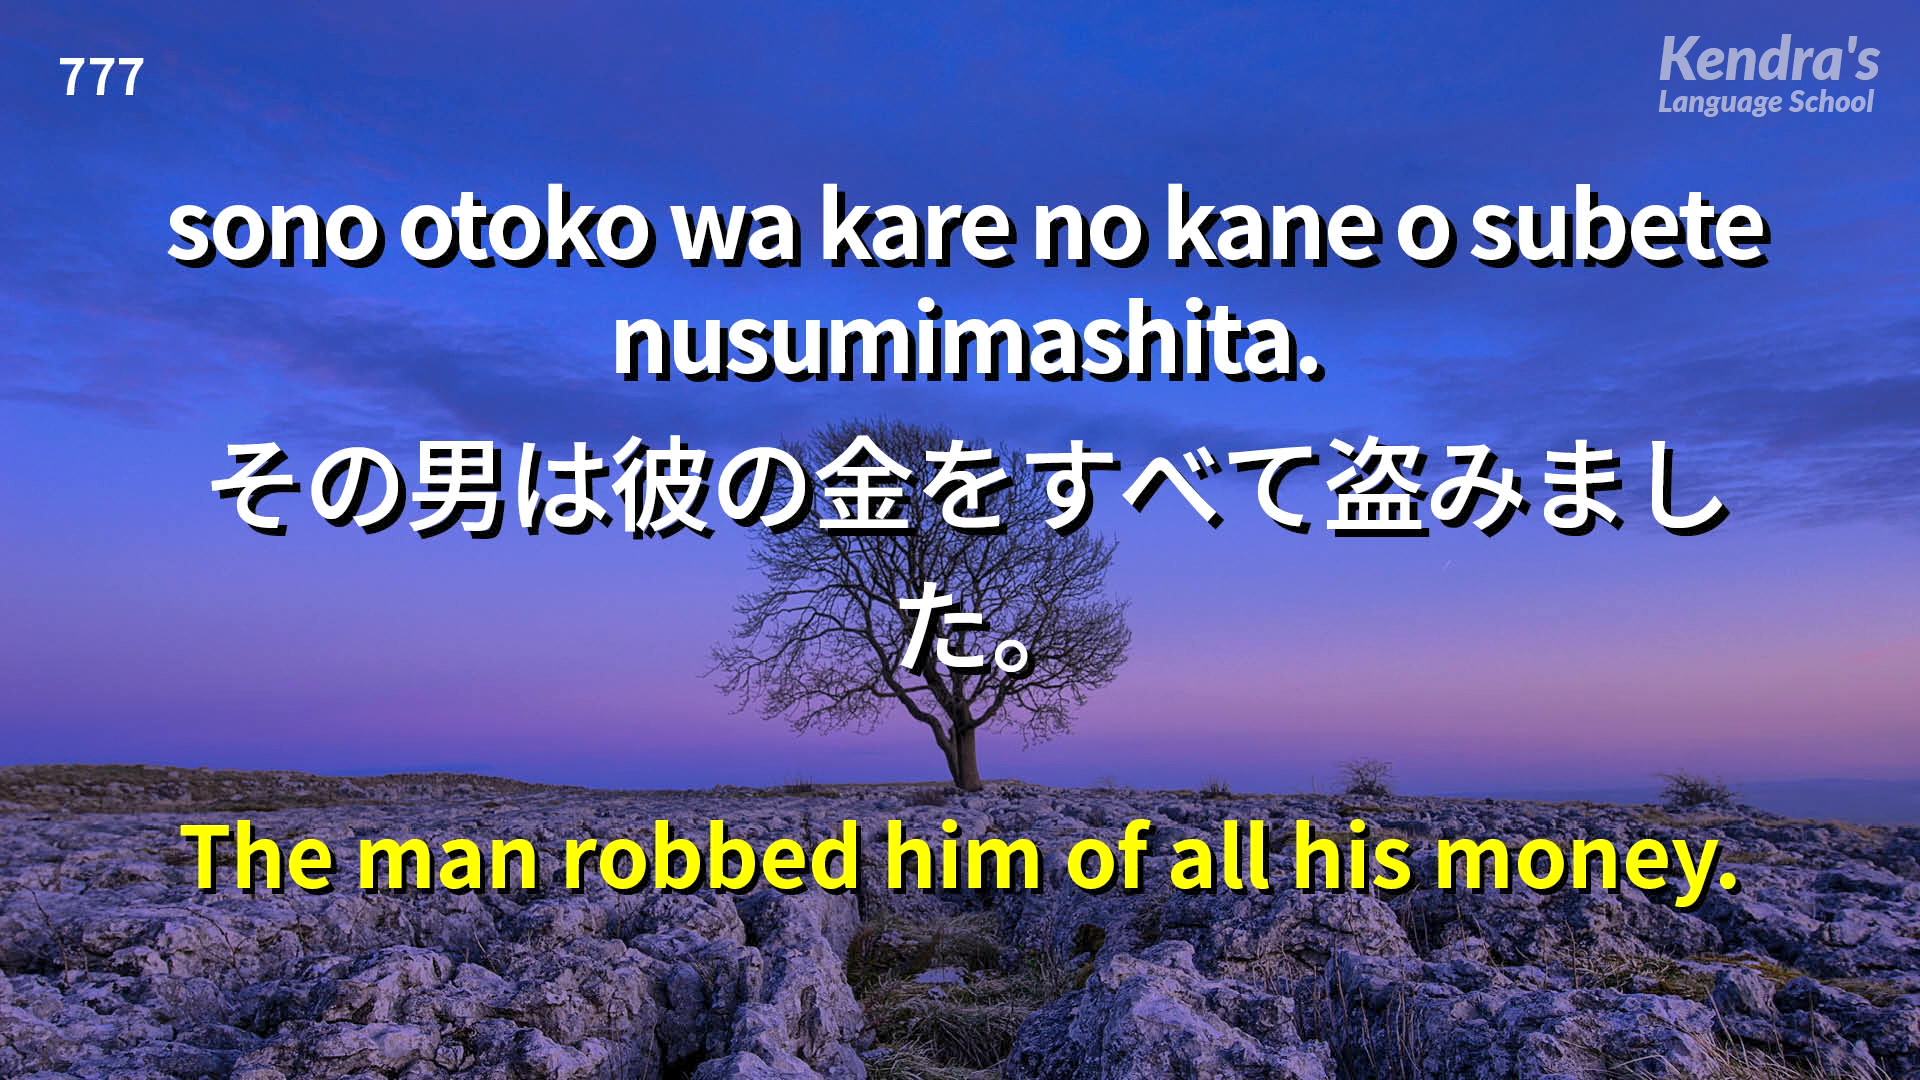 777
Kendra's
Language School
sono otoko wa kare no kane o subete
nusumimashita.
その男は彼の金をすべて盗みまし
た。
The man robbed him of all his money.